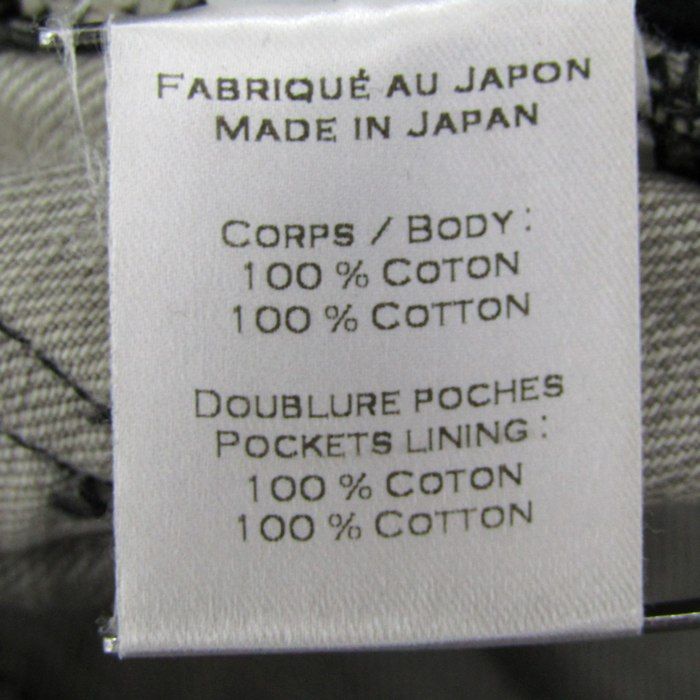 FABRIQUÉ AU JAPON
MADE IN JAPAN
CORPS / BODY :
100 % COTON
100 % COTTON
DOUBLURE POCHES
POCKETS LINING :
100 % COTON
100 % COTTON